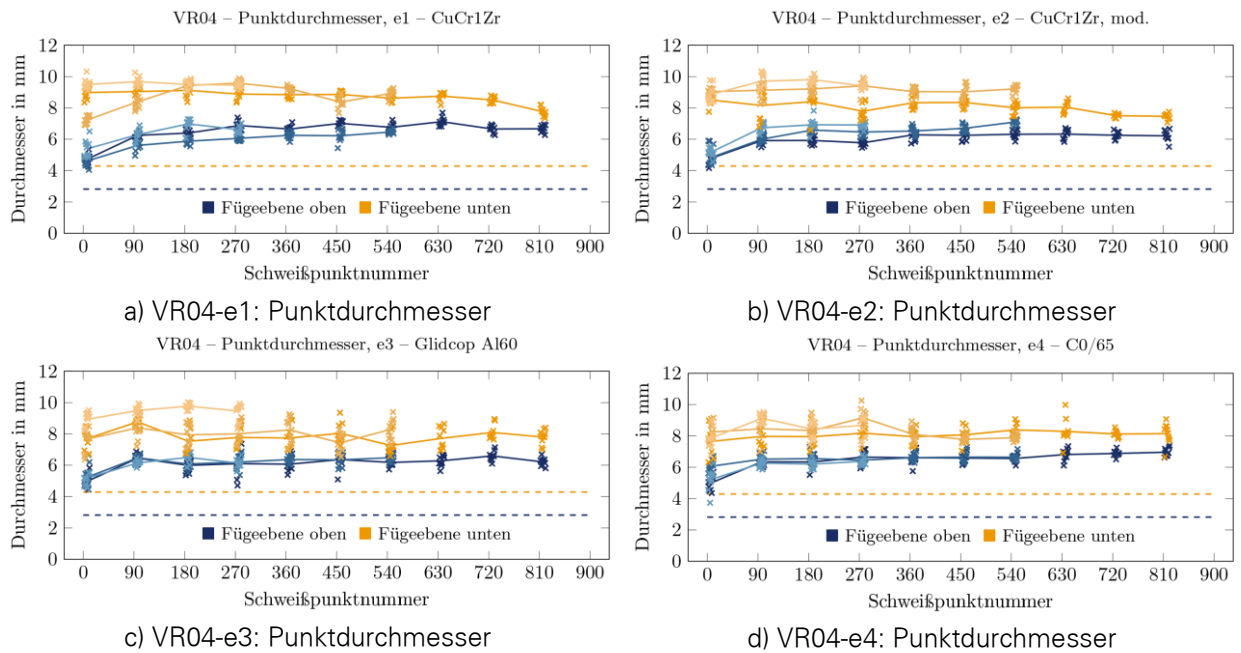 VR04 – Punktdurchmesser, e1 – CuCr1Zr
Durchmesser in mm
12
10
8
6
4
2
0
Fügeebene oben Fügeebene unten
0 90 180 270 360 450 540 630 720 810 900
Schweißpunktnummer
a) VR04-e1: Punktdurchmesser
VR04 – Punktdurchmesser, e2 – CuCr1Zr, mod.
Durchmesser in mm
12
10
8
6
4
2
0
Fügeebene oben Fügeebene unten
0 90 180 270 360 450 540 630 720 810 900
Schweißpunktnummer
b) VR04-e2: Punktdurchmesser
VR04 – Punktdurchmesser, e3 – Glidcop Al60
Durchmesser in mm
12
10
8
6
4
2
0
Fügeebene oben Fügeebene unten
0 90 180 270 360 450 540 630 720 810 900
Schweißpunktnummer
c) VR04-e3: Punktdurchmesser
VR04 – Punktdurchmesser, e4 – C0/65
Durchmesser in mm
12
10
8
6
4
2
0
Fügeebene oben Fügeebene unten
0 90 180 270 360 450 540 630 720 810 900
Schweißpunktnummer
d) VR04-e4: Punktdurchmesser